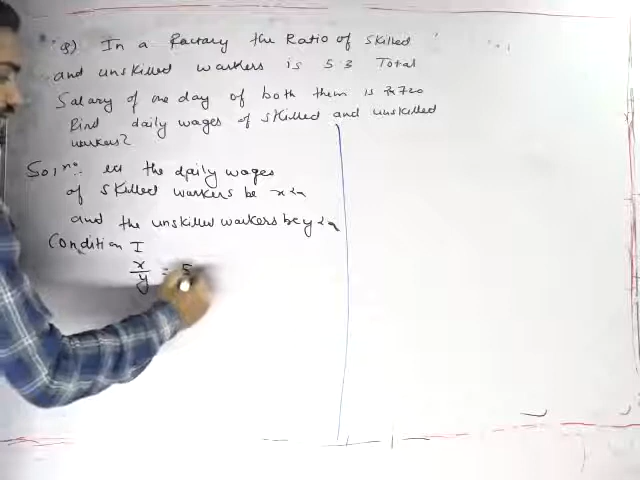 Q) In a Factory the Ratio of skilled
and unskilled workers is 5:3 Total
Salary of one day of both them is ₹720
Find daily wages of skilled and unskilled
workers?
Soln:- let the daily wages
of skilled workers be x
and the unskilled workers be y
Condition I
x/y = 5